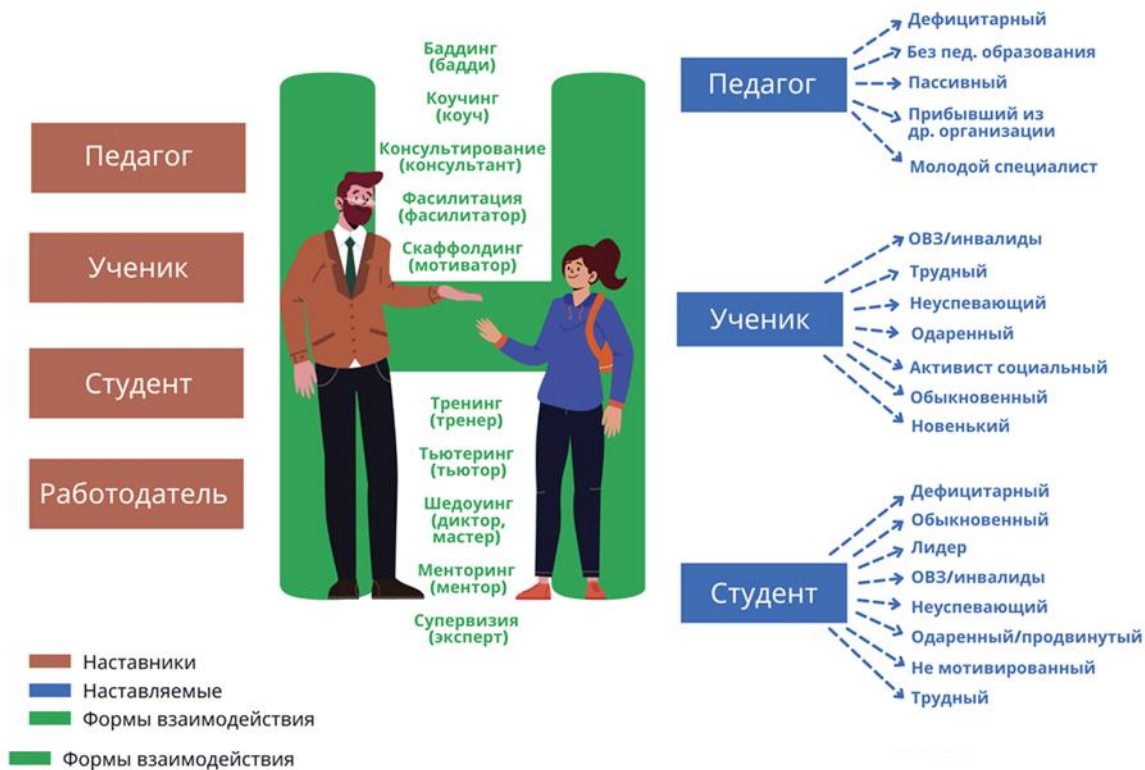 Педагог
Ученик
Студент
Работодатель
Баддинг
(бадди)
Коучинг
(коуч)
Консультирование
(консультант)
Фасилитация
(фасилитатор)
Скаффолдинг
(мотиватор)
Тренинг
(тренер)
Тьютеринг
(тьютор)
Шедоуинг
(диктор,
мастер)
Менторинг
(ментор)
Супервизия
(эксперт)
Педагог
Дефицитарный
Без пед. образования
Пассивный
Прибывший из
др. организации
Молодой специалист
Ученик
ОВЗ/инвалиды
Трудный
Неуспевающий
Одаренный
Активист социальный
Обыкновенный
Новенький
Студент
Дефицитарный
Обыкновенный
Лидер
ОВЗ/инвалиды
Неуспевающий
Одаренный/продвинутый
Не мотивированный
Трудный
Наставники
Наставляемые
Формы взаимодействия
Формы взаимодействия